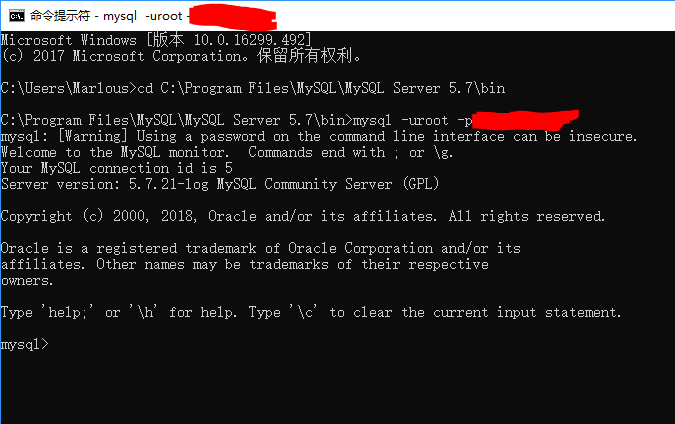 命令提示符 - mysql -uroot -
Microsoft Windows [版本 10.0.16299.492]
(c) 2017 Microsoft Corporation。保留所有权利。
C:\Users\Marlous>cd C:\Program Files\MySQL\MySQL Server 5.7\bin
C:\Program Files\MySQL\MySQL Server 5.7\bin>mysql -uroot -p
mysql: [Warning] Using a password on the command line interface can be insecure.
Welcome to the MySQL monitor.  Commands end with ; or \g.
Your MySQL connection id is 5
Server version: 5.7.21-log MySQL Community Server (GPL)
Copyright (c) 2000, 2018, Oracle and/or its affiliates. All rights reserved.
Oracle is a registered trademark of Oracle Corporation and/or its
affiliates. Other names may be trademarks of their respective
owners.
Type 'help;' or '\h' for help. Type '\c' to clear the current input statement.
mysql>